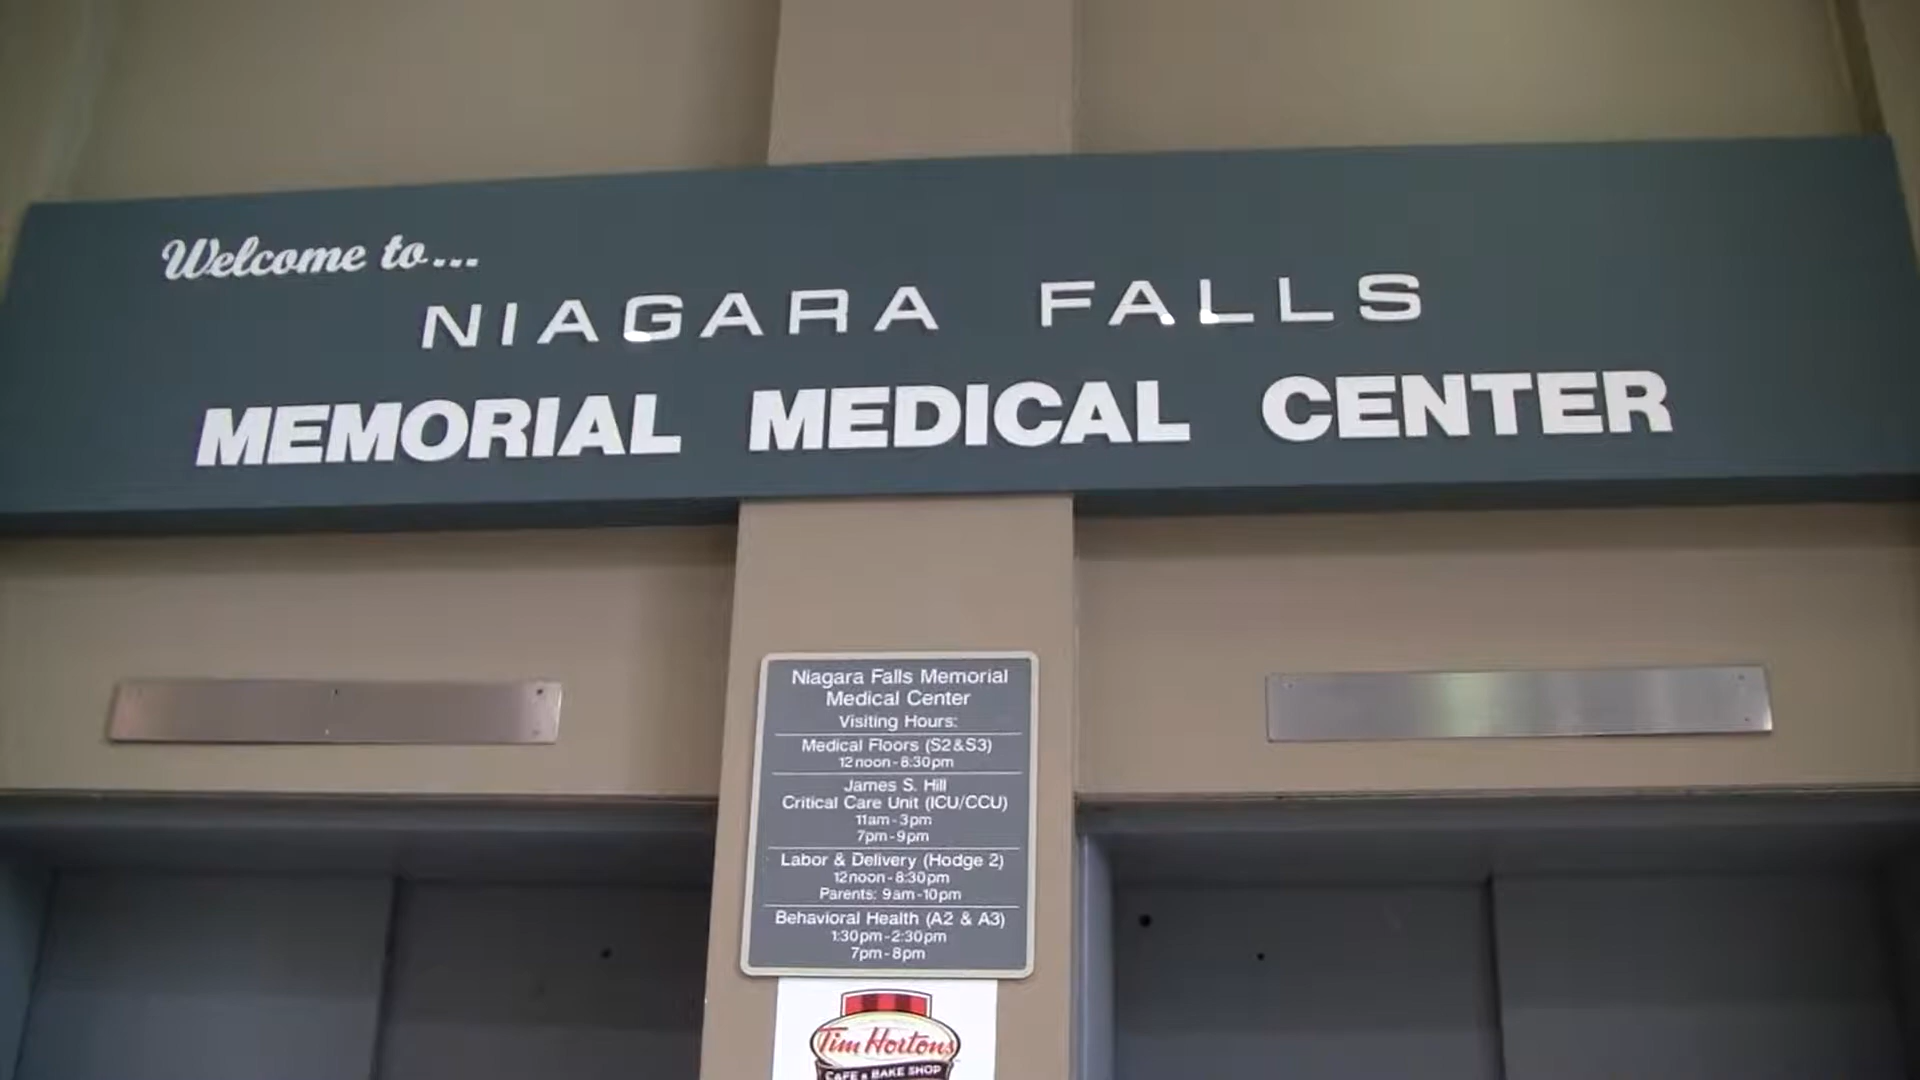 Welcome to...
NIAGARA FALLS
MEMORIAL MEDICAL CENTER
Niagara Falls Memorial
Medical Center
Visiting Hours:
Medical Floors (S2&S3)
12noon-8:30pm
James S. Hill
Critical Care Unit (ICU/CCU)
11am-3pm
7pm-9pm
Labor & Delivery (Hodge 2)
12noon-8:30pm
Parents: 9am-10pm
Behavioral Health (A2 & A3)
1:30pm-2:30pm
7pm-8pm
Tim Hortons
CAFE & BAKE SHOP